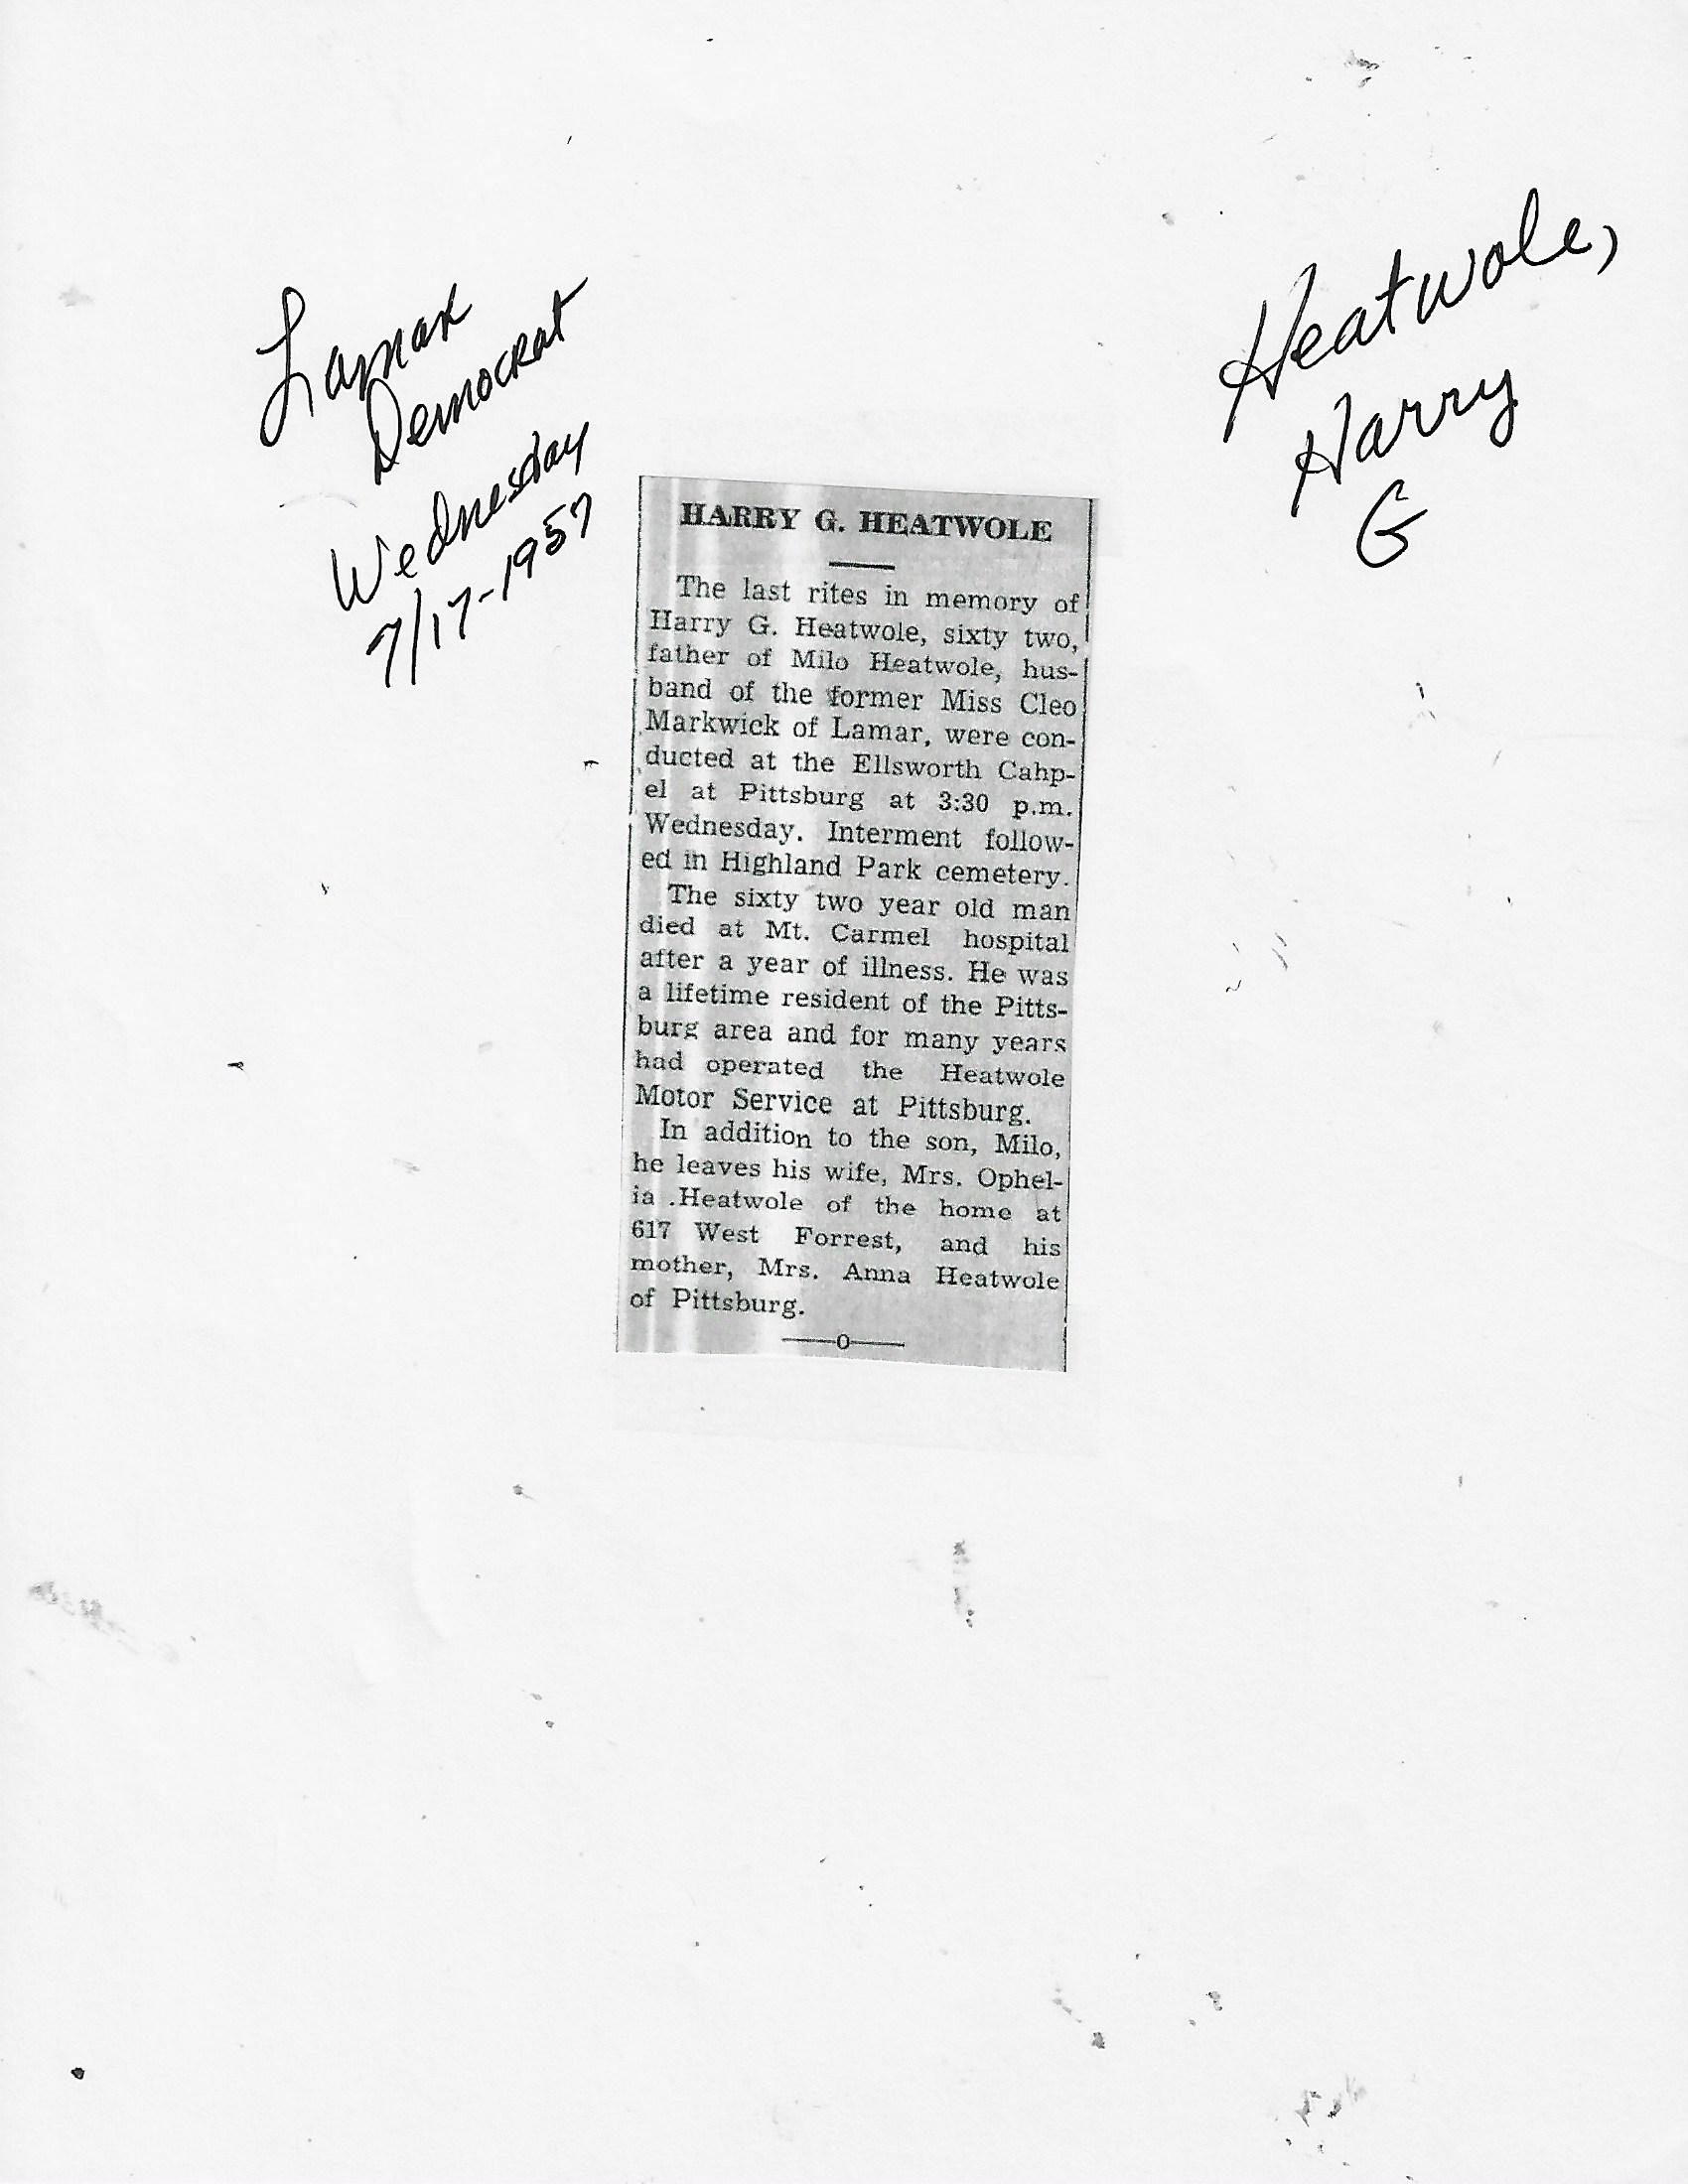 Lamar
Democrat
Wednesday
7/17-1957
Heatwole,
Harry
G
HARRY G. HEATWOLE
The last rites in memory of
Harry G. Heatwole, sixty two,
father of Milo Heatwole, hus-
band of the former Miss Cleo
Markwick of Lamar, were con-
ducted at the Ellsworth Cahp-
el at Pittsburg at 3:30 p.m.
Wednesday. Interment follow-
ed in Highland Park cemetery.
The sixty two year old man
died at Mt. Carmel hospital
after a year of illness. He was
a lifetime resident of the Pitts-
burg area and for many years
had operated the Heatwole
Motor Service at Pittsburg.
In addition to the son, Milo,
he leaves his wife, Mrs. Ophel-
ia .Heatwole of the home at
617 West Forrest, and his
mother, Mrs. Anna Heatwole
of Pittsburg.
——o——